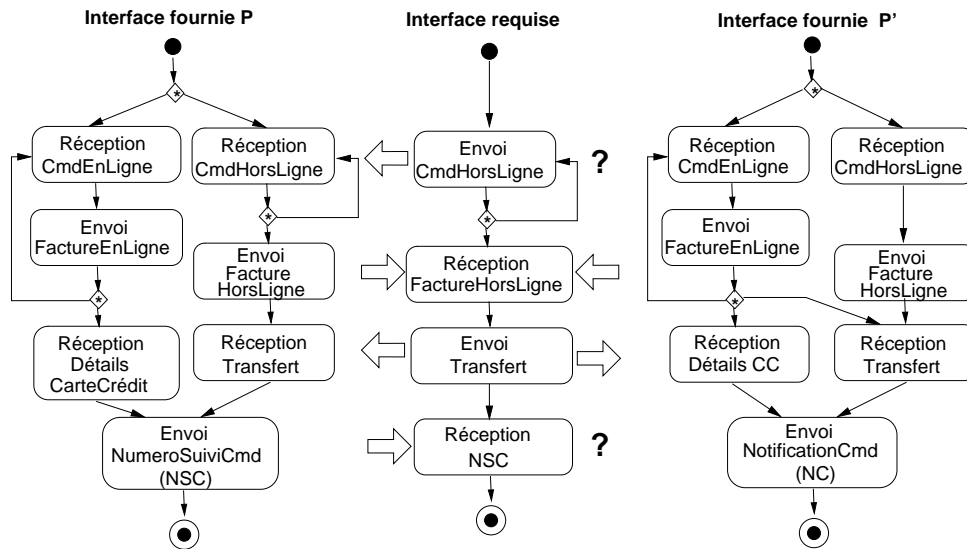 Interface fournie P
Interface requise
Interface fournie P'
*
*
Réception
CmdEnLigne
Réception
CmdHorsLigne
Envoi
CmdHorsLigne
?
Réception
CmdEnLigne
Réception
CmdHorsLigne
*
*
Envoi
FactureEnLigne
Envoi
Facture
HorsLigne
Réception
FactureHorsLigne
Envoi
FactureEnLigne
Envoi
Facture
HorsLigne
*
*
Réception
Détails
CarteCrédit
Réception
Transfert
Envoi
Transfert
Réception
Détails CC
Réception
Transfert
Envoi
NumeroSuiviCmd
(NSC)
Réception
NSC
?
Envoi
NotificationCmd
(NC)